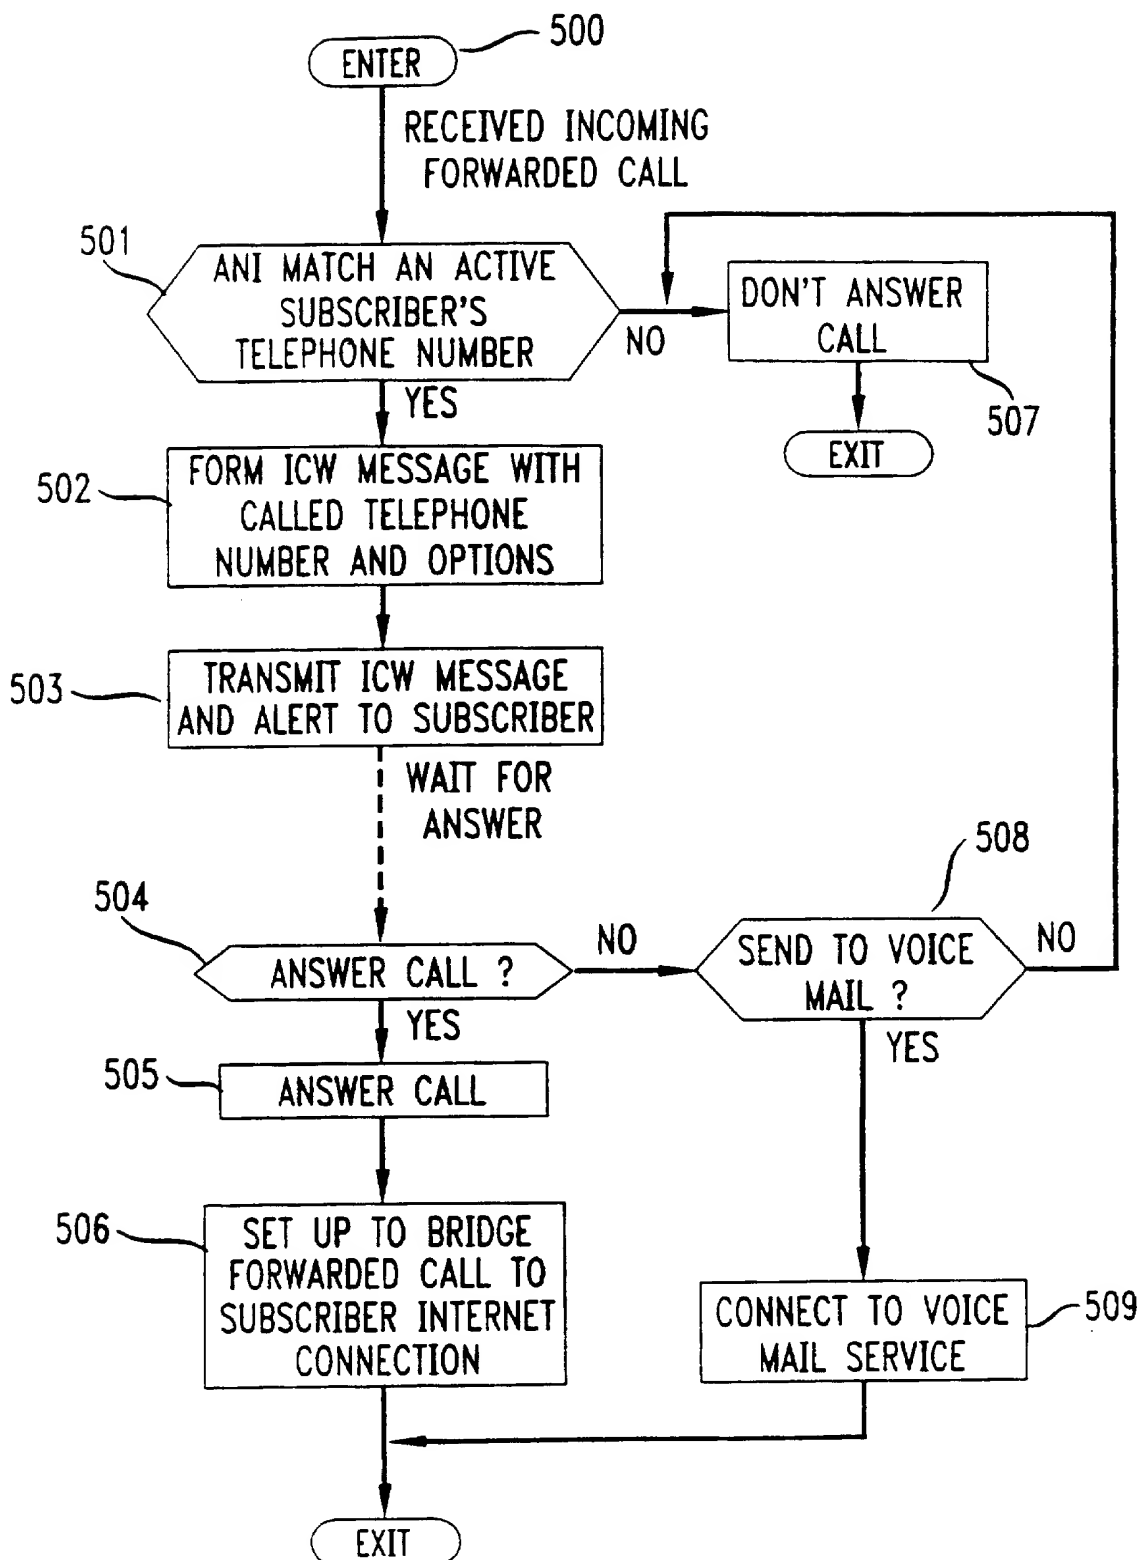 500
ENTER
RECEIVED INCOMING
FORWARDED CALL
501
ANI MATCH AN ACTIVE
SUBSCRIBER'S
TELEPHONE NUMBER
NO
DON'T ANSWER
CALL
507
EXIT
YES
502
FORM ICW MESSAGE WITH
CALLED TELEPHONE
NUMBER AND OPTIONS
503
TRANSMIT ICW MESSAGE
AND ALERT TO SUBSCRIBER
WAIT FOR
ANSWER
504
ANSWER CALL ?
NO
508
SEND TO VOICE
MAIL ?
NO
YES
YES
505
ANSWER CALL
506
SET UP TO BRIDGE
FORWARDED CALL TO
SUBSCRIBER INTERNET
CONNECTION
CONNECT TO VOICE
MAIL SERVICE
509
EXIT